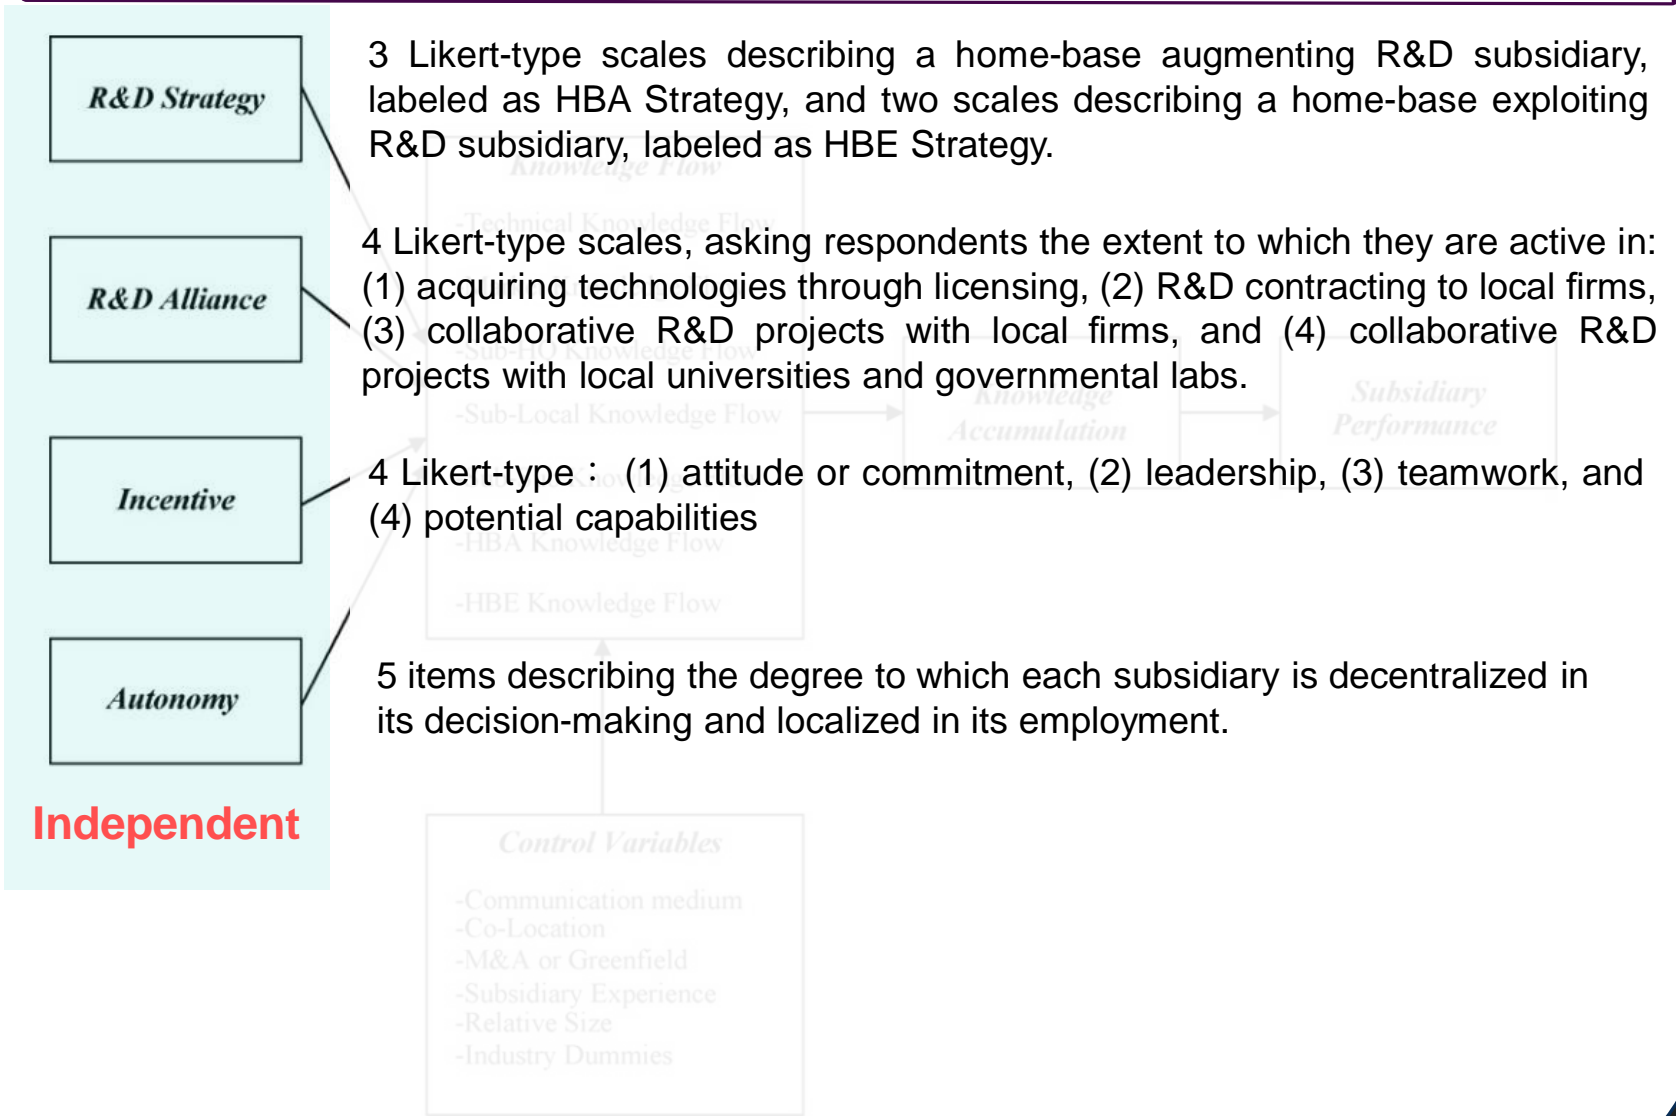 R&D Strategy
3 Likert-type scales describing a home-base augmenting R&D subsidiary,
labeled as HBA Strategy, and two scales describing a home-base exploiting
R&D subsidiary, labeled as HBE Strategy.
R&D Alliance
4 Likert-type scales, asking respondents the extent to which they are active in:
(1) acquiring technologies through licensing, (2) R&D contracting to local firms,
(3) collaborative R&D projects with local firms, and (4) collaborative R&D
projects with local universities and governmental labs.
Incentive
4 Likert-type : (1) attitude or commitment, (2) leadership, (3) teamwork, and
(4) potential capabilities
Autonomy
5 items describing the degree to which each subsidiary is decentralized in
its decision-making and localized in its employment.
Independent
Knowledge Flow
-Technical Knowledge Flow
-Sub-HQ Knowledge Flow
-Sub-Local Knowledge Flow
-HBA Knowledge Flow
-HBE Knowledge Flow
Knowledge
Accumulation
Subsidiary
Performance
Control Variables
-Communication medium
-Co-Location
-M&A or Greenfield
-Subsidiary Experience
-Relative Size
-Industry Dummies